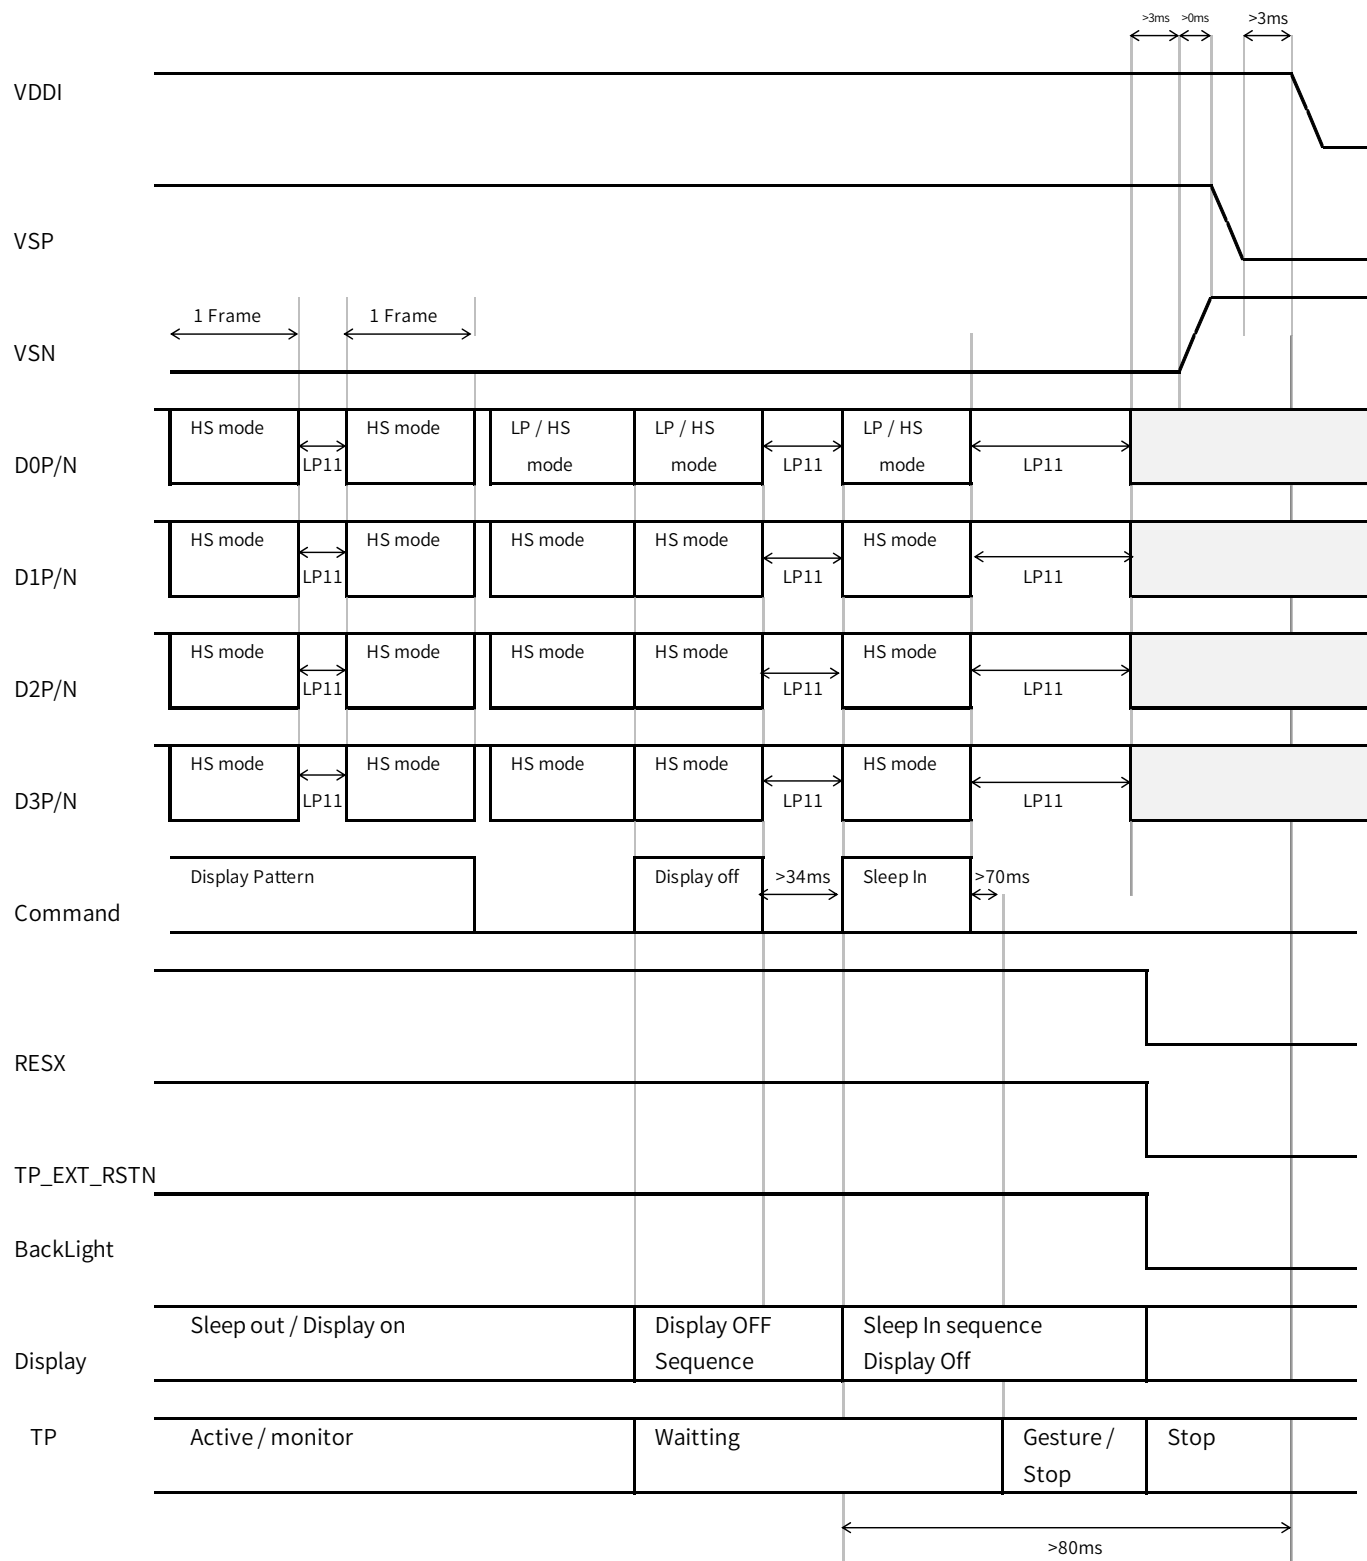 >3ms >0ms >3ms
VDDI
VSP
1 Frame 1 Frame
VSN
HS mode HS mode LP / HS LP / HS LP / HS
D0P/N LP11 mode mode LP11 mode LP11
HS mode HS mode HS mode HS mode HS mode
D1P/N LP11 LP11 LP11
HS mode HS mode HS mode HS mode HS mode
D2P/N LP11 LP11 LP11
HS mode HS mode HS mode HS mode HS mode
D3P/N LP11 LP11 LP11
Display Pattern Display off >34ms Sleep In >70ms
Command
RESX
TP_EXT_RSTN
BackLight
Sleep out / Display on Display OFF Sleep In sequence
Display Sequence Display Off
TP Active / monitor Waitting Gesture / Stop
Stop
>80ms